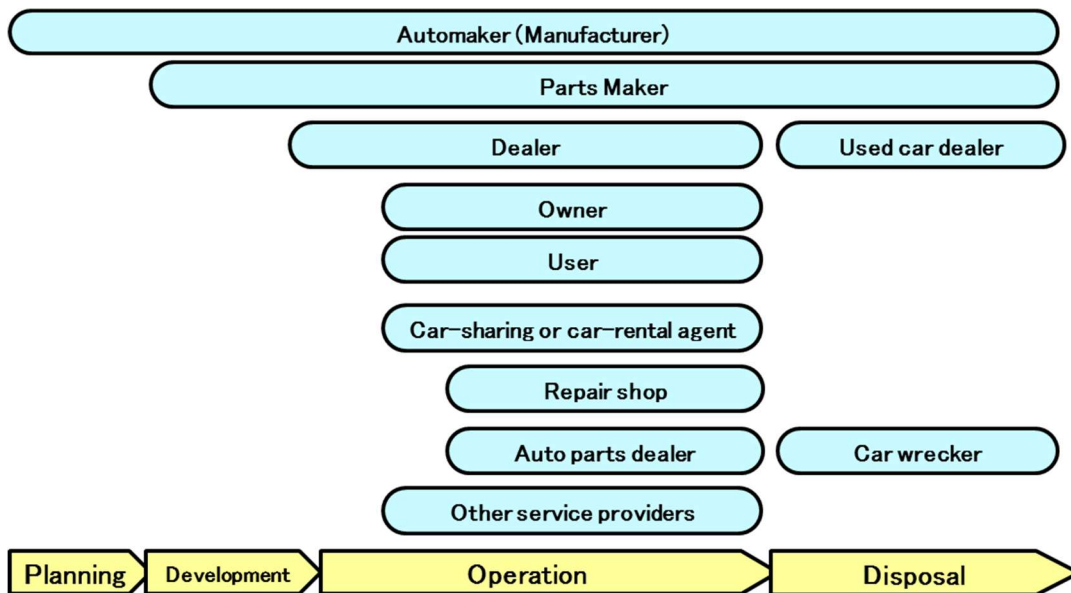 Automaker (Manufacturer)
Parts Maker
Dealer
Used car dealer
Owner
User
Car-sharing or car-rental agent
Repair shop
Auto parts dealer
Car wrecker
Other service providers
Planning
Development
Operation
Disposal